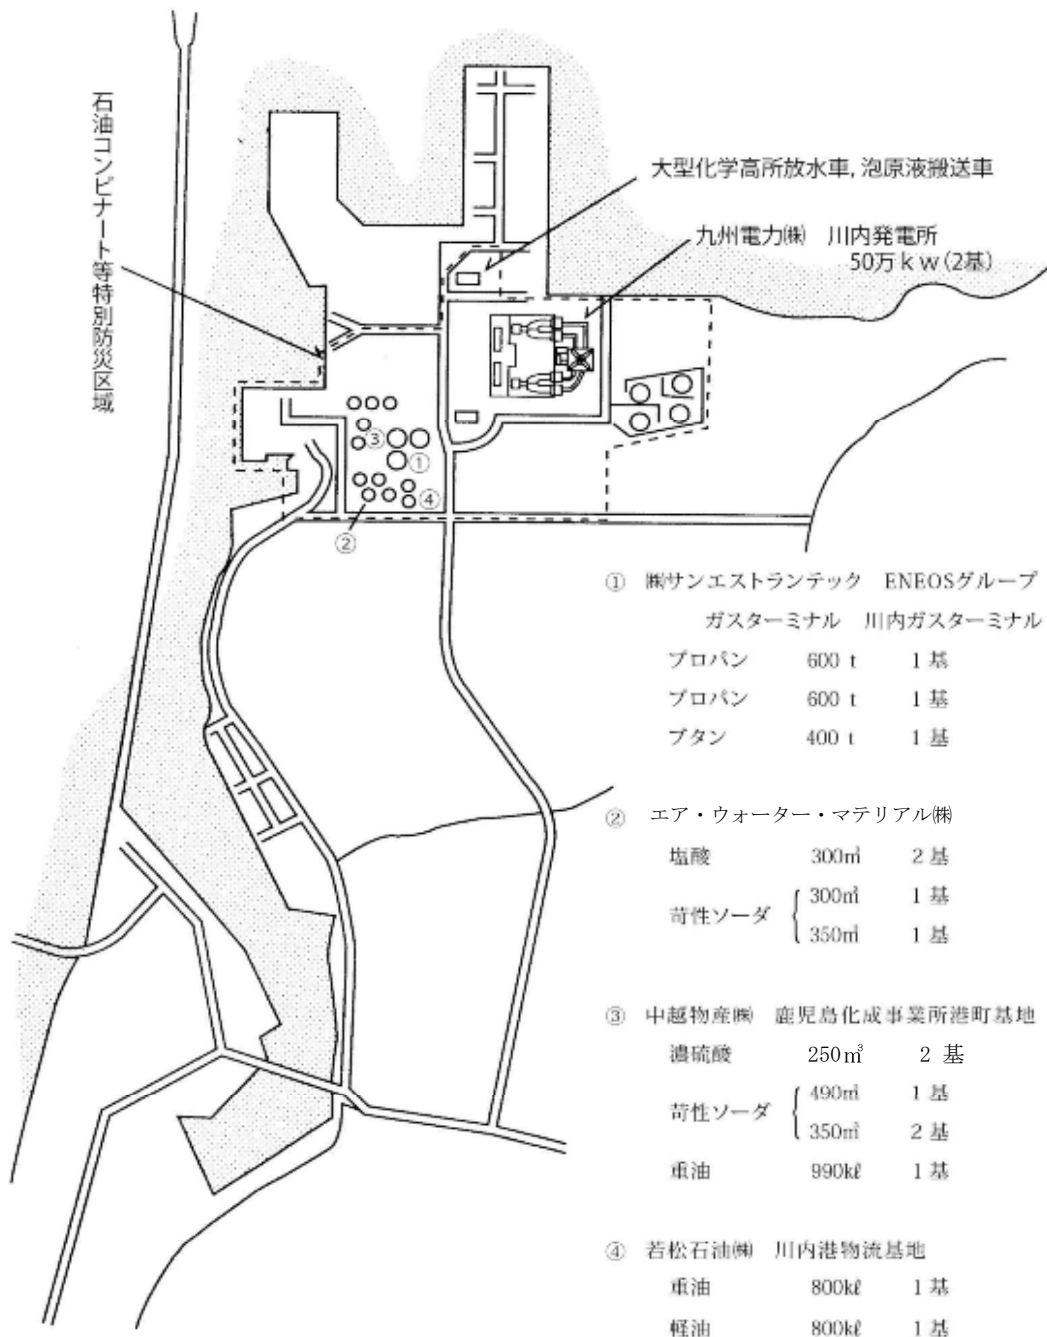 石油コンビナート等特別防災区域
大型化学高所放水車, 泡原液搬送車
九州電力㈱ 川内発電所
50万kw(2基)
③
①
④
②
① ㈱サンエストランテック ENEOSグループ
ガスターミナル 川内ガスターミナル
プロパン 600 t 1 基
プロパン 600 t 1 基
ブタン 400 t 1 基
② エア・ウォーター・マテリアル㈱
塩酸 300㎥ 2 基
苛性ソーダ { 300㎥ 1 基
350㎥ 1 基
③ 中越物産㈱ 鹿児島化成事業所港町基地
濃硫酸 250㎥ 2 基
苛性ソーダ { 490㎥ 1 基
350㎥ 2 基
重油 990㎘ 1 基
④ 若松石油㈱ 川内港物流基地
重油 800㎘ 1 基
軽油 800㎘ 1 基